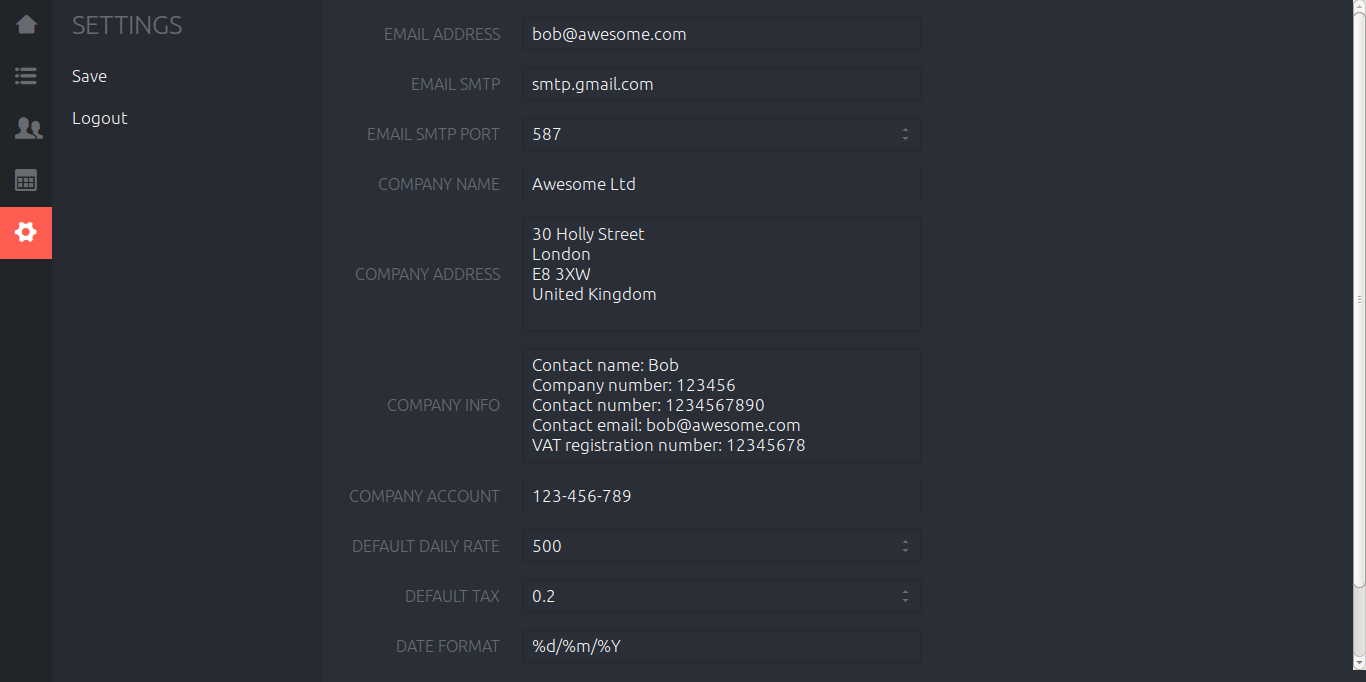 SETTINGS
Save
Logout
EMAIL ADDRESS bob@awesome.com
EMAIL SMTP smtp.gmail.com
EMAIL SMTP PORT 587
COMPANY NAME Awesome Ltd
COMPANY ADDRESS
30 Holly Street
London
E8 3XW
United Kingdom
COMPANY INFO
Contact name: Bob
Company number: 123456
Contact number: 1234567890
Contact email: bob@awesome.com
VAT registration number: 12345678
COMPANY ACCOUNT 123-456-789
DEFAULT DAILY RATE 500
DEFAULT TAX 0.2
DATE FORMAT %d/%m/%Y